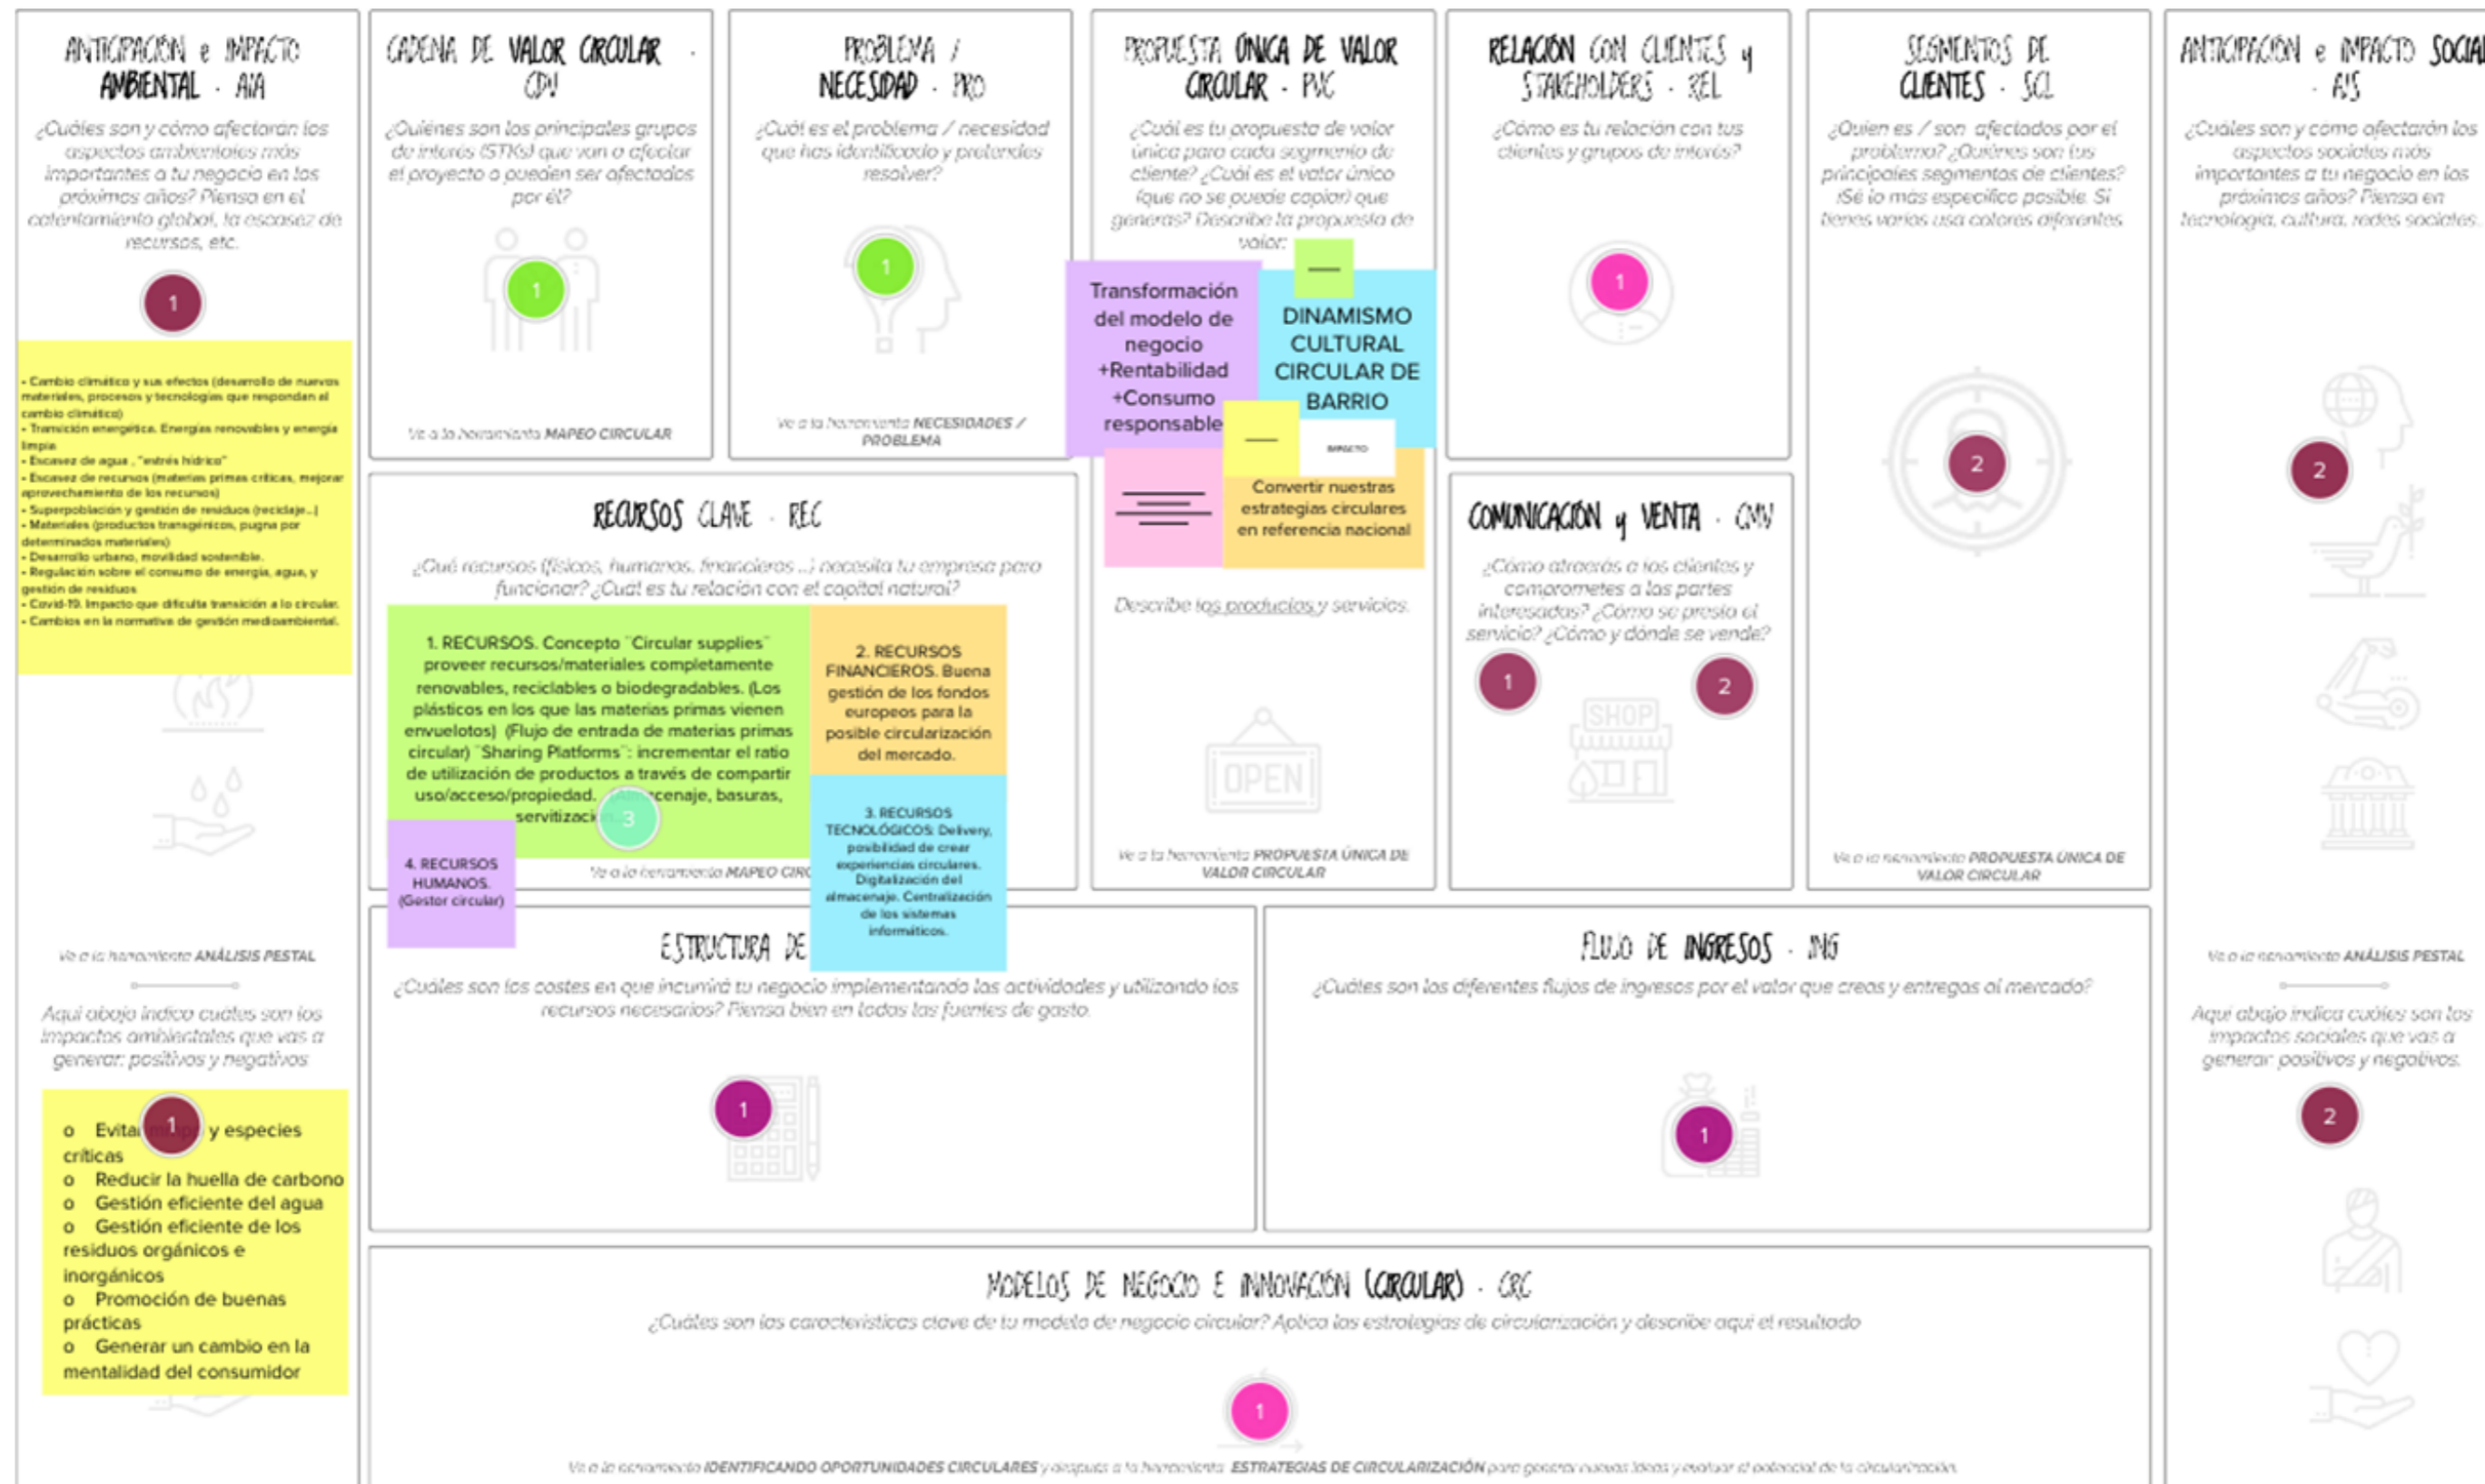 ANTICIPACIÓN e IMPACTO
AMBIENTAL · AIA
¿Cuáles son y cómo afectarán los
aspectos ambientales más
importantes a tu negocio en los
próximos años? Piensa en el
calentamiento global, la escasez de
recursos, etc.
1
• Cambio climático y sus efectos (desarrollo de nuevos
materiales, procesos y tecnologías que respondan al
cambio climático)
• Transición energética. Energías renovables y energía
limpia
• Escasez de agua , "estrés hídrico"
• Escasez de recursos (materias primas críticas, mejorar
aprovechamiento de los recursos)
• Superpoblación y gestión de residuos (reciclaje...)
• Materiales (productos transgénicos, pugna por
determinados materiales)
• Desarrollo urbano, movilidad sostenible.
• Regulación sobre el consumo de energía, agua, y
gestión de residuos
• Covid-19. Impacto que dificulta transición a lo circular.
• Cambios en la normativa de gestión medioambiental.
Ve a la herramienta ANÁLISIS PESTAL
Aquí abajo indica cuáles son los
impactos ambientales que vas a
generar: positivos y negativos
1
o Evitar y especies
críticas
o Reducir la huella de carbono
o Gestión eficiente del agua
o Gestión eficiente de los
residuos orgánicos e
inorgánicos
o Promoción de buenas
prácticas
o Generar un cambio en la
mentalidad del consumidor
CADENA DE VALOR CIRCULAR ·
CDV
¿Quiénes son los principales grupos
de interés (STKs) que van a afectar
el proyecto o pueden ser afectados
por él?
1
Ve a la herramienta MAPEO CIRCULAR
PROBLEMA /
NECESIDAD · PRO
¿Cuál es el problema / necesidad
que has identificado y pretendes
resolver?
1
Ve a la herramienta NECESIDADES /
PROBLEMA
PROPUESTA ÚNICA DE VALOR
CIRCULAR · PVC
¿Cuál es tu propuesta de valor
única para cada segmento de
cliente? ¿Cuál es el valor único
(que no se puede copiar) que
generas? Describe la propuesta de
valor:
Transformación
del modelo de
negocio
+Rentabilidad
+Consumo
responsable
DINAMISMO
CULTURAL
CIRCULAR DE
BARRIO
IMPACTO
Convertir nuestras
estrategias circulares
en referencia nacional
Describe los productos y servicios.
OPEN
Ve a la herramienta PROPUESTA ÚNICA DE
VALOR CIRCULAR
RELACIÓN CON CLIENTES y
STAKEHOLDERS · REL
¿Cómo es tu relación con tus
clientes y grupos de interés?
1
COMUNICACIÓN y VENTA · CMV
¿Cómo atraerás a los clientes y
comprometes a las partes
interesadas? ¿Cómo se presta el
servicio? ¿Cómo y dónde se vende?
1
2
SHOP
SEGMENTOS DE
CLIENTES · SCL
¿Quien es / son afectados por el
problema? ¿Quiénes son tus
principales segmentos de clientes?
¡Sé lo más específico posible. Si
tienes varios usa colores diferentes
2
Ve a la herramienta PROPUESTA ÚNICA DE
VALOR CIRCULAR
ANTICIPACIÓN e IMPACTO SOCIAL
· AIS
¿Cuáles son y cómo afectarán los
aspectos sociales más
importantes a tu negocio en los
próximos años? Piensa en
tecnología, cultura, redes sociales.
2
Ve a la herramienta ANÁLISIS PESTAL
Aquí abajo indica cuáles son los
impactos sociales que vas a
generar: positivos y negativos.
2
RECURSOS CLAVE · REC
¿Qué recursos (físicos, humanos, financieros ...) necesita tu empresa para
funcionar? ¿Cuál es tu relación con el capital natural?
1. RECURSOS. Concepto ¨Circular supplies¨
proveer recursos/materiales completamente
renovables, reciclables o biodegradables. (Los
plásticos en los que las materias primas vienen
envuelotos) (Flujo de entrada de materias primas
circular) ¨Sharing Platforms¨: incrementar el ratio
de utilización de productos a través de compartir
uso/acceso/propiedad. (Almacenaje, basuras,
servitizaci
3
2. RECURSOS
FINANCIEROS. Buena
gestión de los fondos
europeos para la
posible circularización
del mercado.
3. RECURSOS
TECNOLÓGICOS: Delivery,
posibilidad de crear
experiencias circulares.
Digitalización del
almacenaje. Centralización
de los sistemas
informáticos.
4. RECURSOS
HUMANOS.
(Gestor circular)
Ve a la herramienta MAPEO CIRC
ESTRUCTURA DE
¿Cuáles son los costes en que incurrirá tu negocio implementando las actividades y utilizando los
recursos necesarios? Piensa bien en todas las fuentes de gasto.
1
FLUJO DE INGRESOS · ING
¿Cuáles son los diferentes flujos de ingresos por el valor que creas y entregas al mercado?
1
MODELOS DE NEGOCIO E INNOVACIÓN (CIRCULAR) · CRC
¿Cuáles son las características clave de tu modelo de negocio circular? Aplica las estrategias de circularización y describe aquí el resultado
1
Ve a la herramienta IDENTIFICANDO OPORTUNIDADES CIRCULARES y después a la herramienta ESTRATEGIAS DE CIRCULARIZACIÓN para generar nuevas ideas y evaluar el potencial de la circularización.